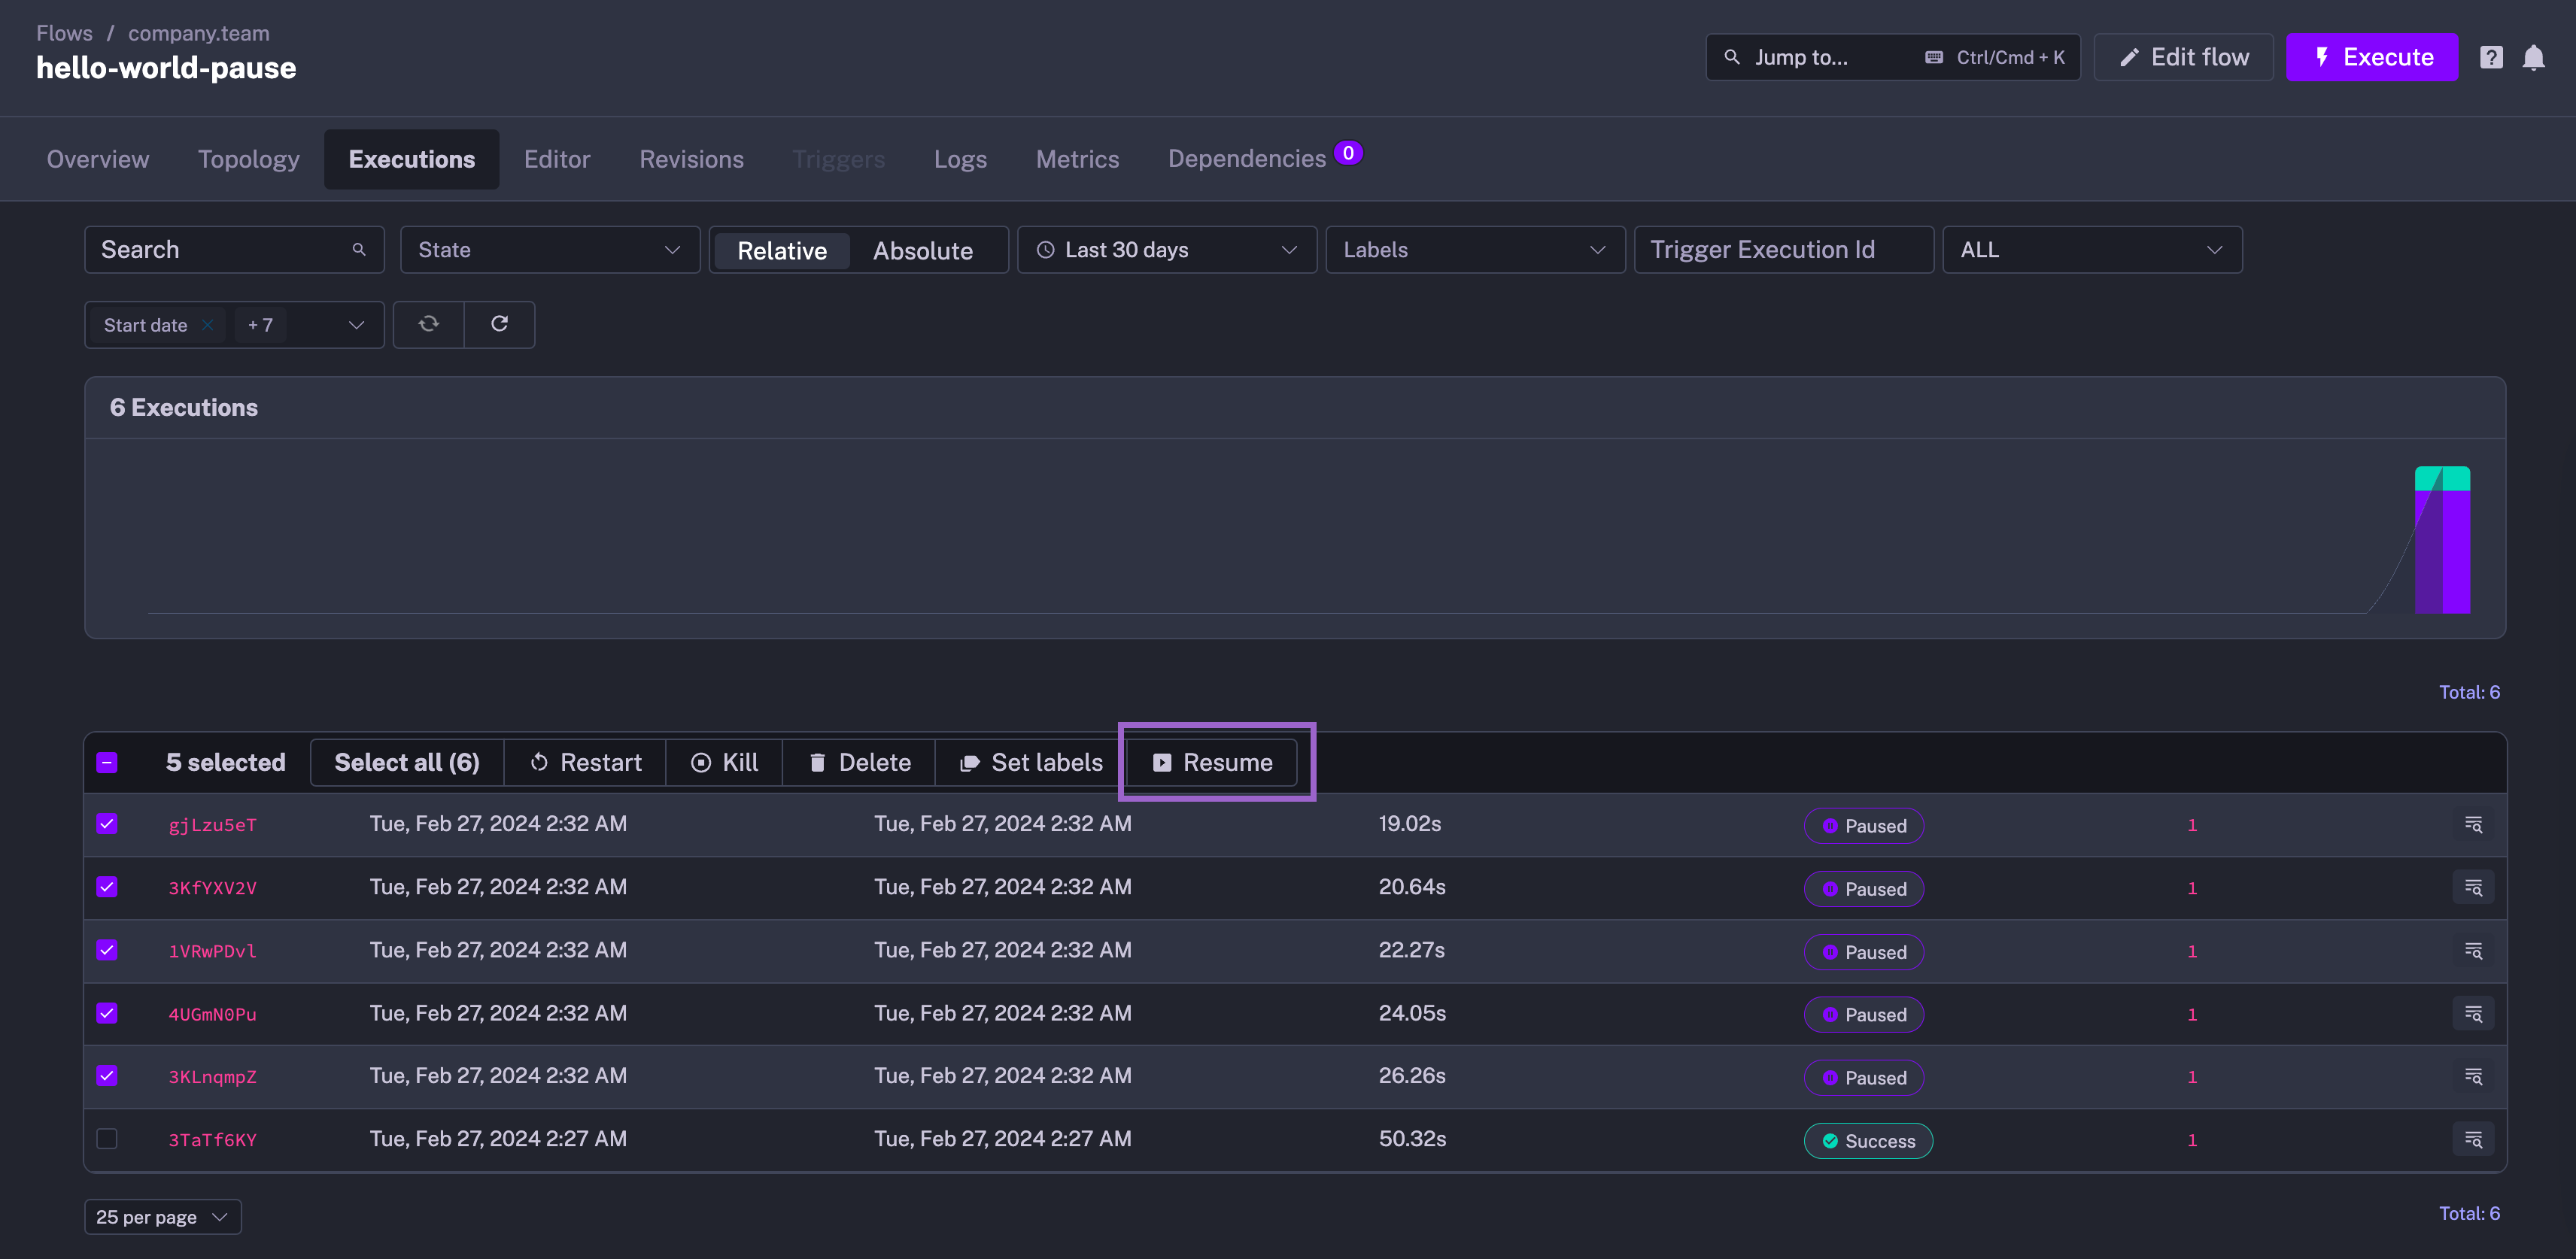 Flows / company.team
hello-world-pause
Jump to... Ctrl/Cmd + K
Edit flow
Execute
Overview Topology Executions Editor Revisions Triggers Logs Metrics Dependencies 0
Search State Relative Absolute Last 30 days Labels Trigger Execution Id ALL
Start date + 7
6 Executions
Total: 6
5 selected Select all (6) Restart Kill Delete Set labels Resume
gjLzu5eT Tue, Feb 27, 2024 2:32 AM Tue, Feb 27, 2024 2:32 AM 19.02s Paused 1
3KfYXV2V Tue, Feb 27, 2024 2:32 AM Tue, Feb 27, 2024 2:32 AM 20.64s Paused 1
1VRwPDvl Tue, Feb 27, 2024 2:32 AM Tue, Feb 27, 2024 2:32 AM 22.27s Paused 1
4UGmN0Pu Tue, Feb 27, 2024 2:32 AM Tue, Feb 27, 2024 2:32 AM 24.05s Paused 1
3KLnqmpZ Tue, Feb 27, 2024 2:32 AM Tue, Feb 27, 2024 2:32 AM 26.26s Paused 1
3TaTf6KY Tue, Feb 27, 2024 2:27 AM Tue, Feb 27, 2024 2:27 AM 50.32s Success 1
25 per page
Total: 6